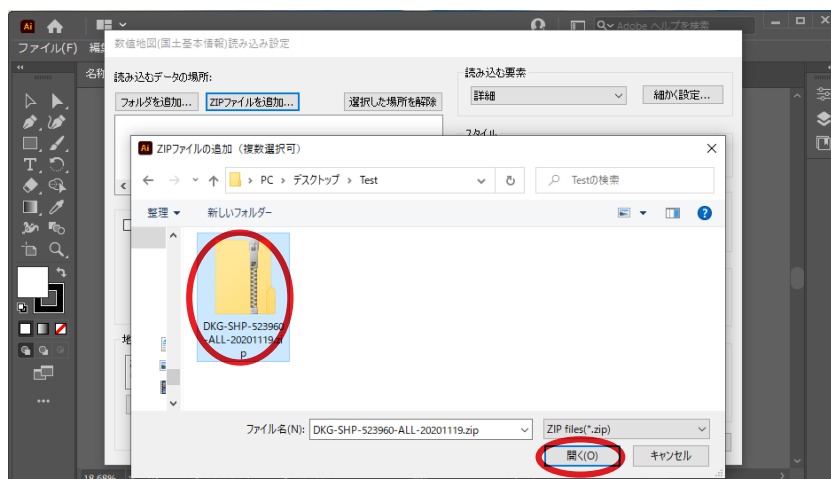 Ai
Adobe ヘルプを検索
ファイル(F) 編
数値地図(国土基本情報)読み込み設定
名称
読み込むデータの場所:
読み込む要素
フォルダを追加... ZIPファイルを追加... 選択した場所を解除
詳細
細かく設定...
スタイル
Ai ZIPファイルの追加（複数選択可）
PC › デスクトップ › Test
Testの検索
整理 新しいフォルダー
DKG-SHP-523960
-ALL-20201119.zi
p
地
ファイル名(N): DKG-SHP-523960-ALL-20201119.zip
ZIP files(*.zip)
開く(O)
キャンセル
18.68%